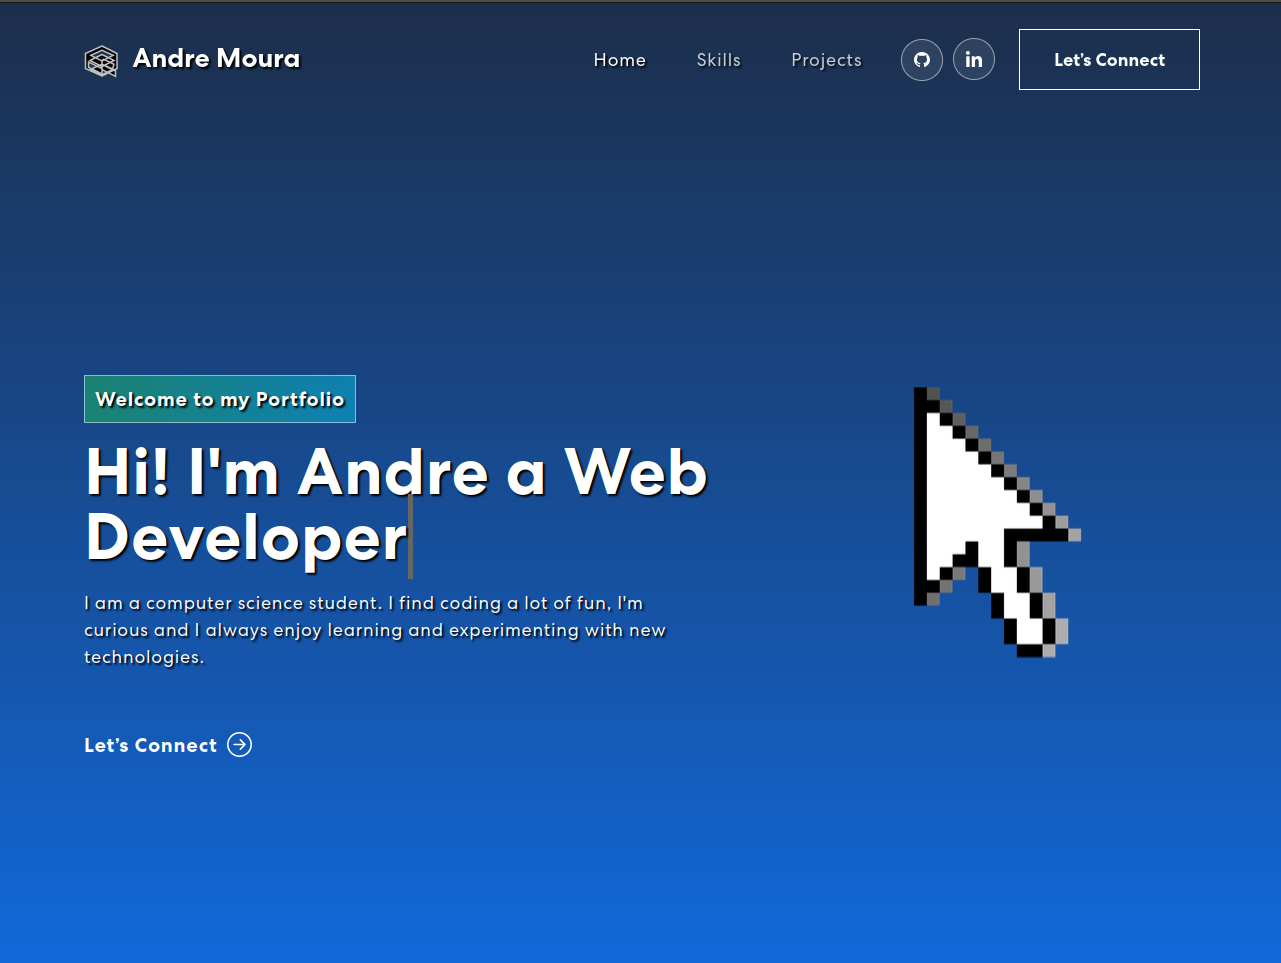 Andre Moura
Home
Skills
Projects
in
Let's Connect
Welcome to my Portfolio
Hi! I'm Andre a Web
Developer
I am a computer science student. I find coding a lot of fun, I'm
curious and I always enjoy learning and experimenting with new
technologies.
Let’s Connect